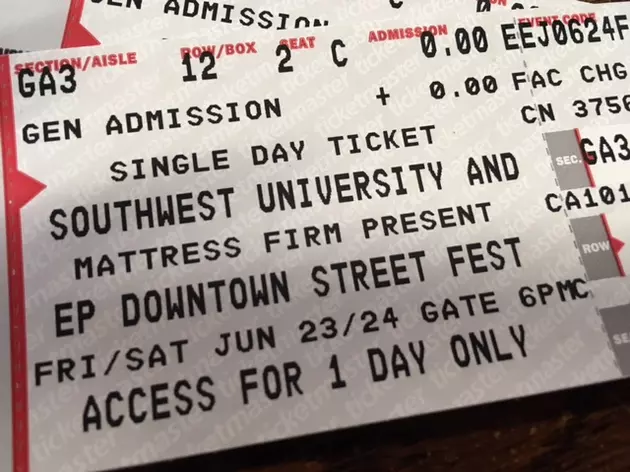 GEN ADMISSION
SECTION/AISLE ROW/BOX SEAT ADMISSION EVENT CODE
GA3 12 2 C 0.00 EEJ0624F
GEN ADMISSION + 0.00 FAC CHG
SINGLE DAY TICKET CN 3756
SOUTHWEST UNIVERSITY AND SEC. GA3
MATTRESS FIRM PRESENT CA101
EP DOWNTOWN STREET FEST ROW
FRI/SAT JUN 23/24 GATE 6PMC
ACCESS FOR 1 DAY ONLY